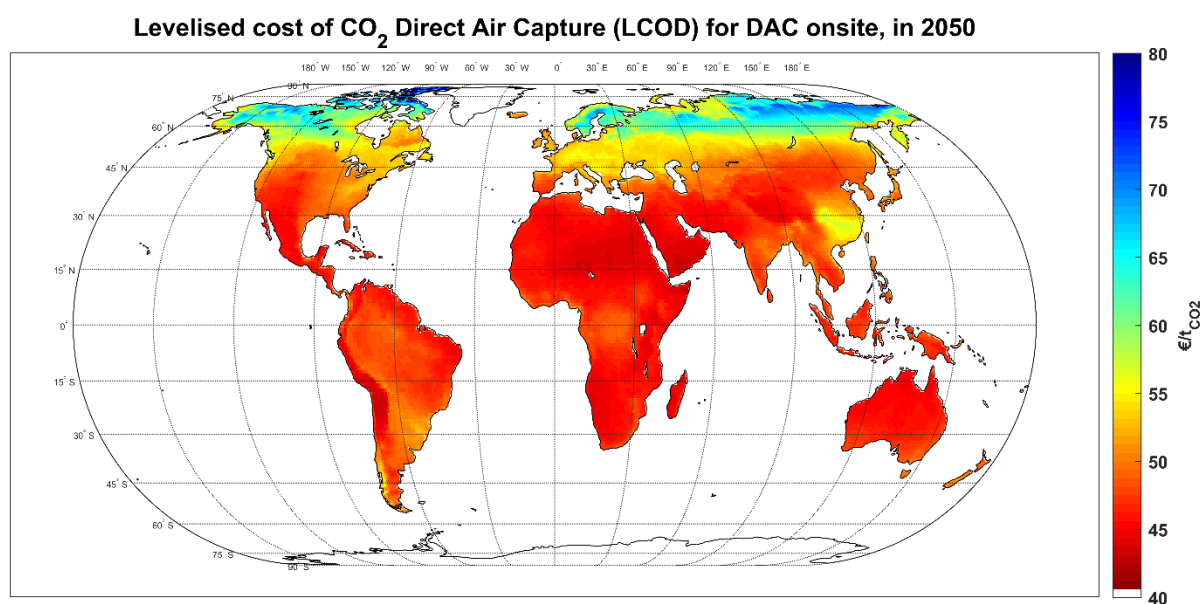 Levelised cost of CO2 Direct Air Capture (LCOD) for DAC onsite, in 2050
180° W 150° W 120° W 90° W 60° W 30° W 0° 30° E 60° E 90° E 120° E 150° E 180° E
90° N
75° N
60° N
45° N
30° N
15° N
0°
15° S
30° S
45° S
60° S
75° S
90° S
80
75
70
65
60
55
50
45
40
€/tCO2